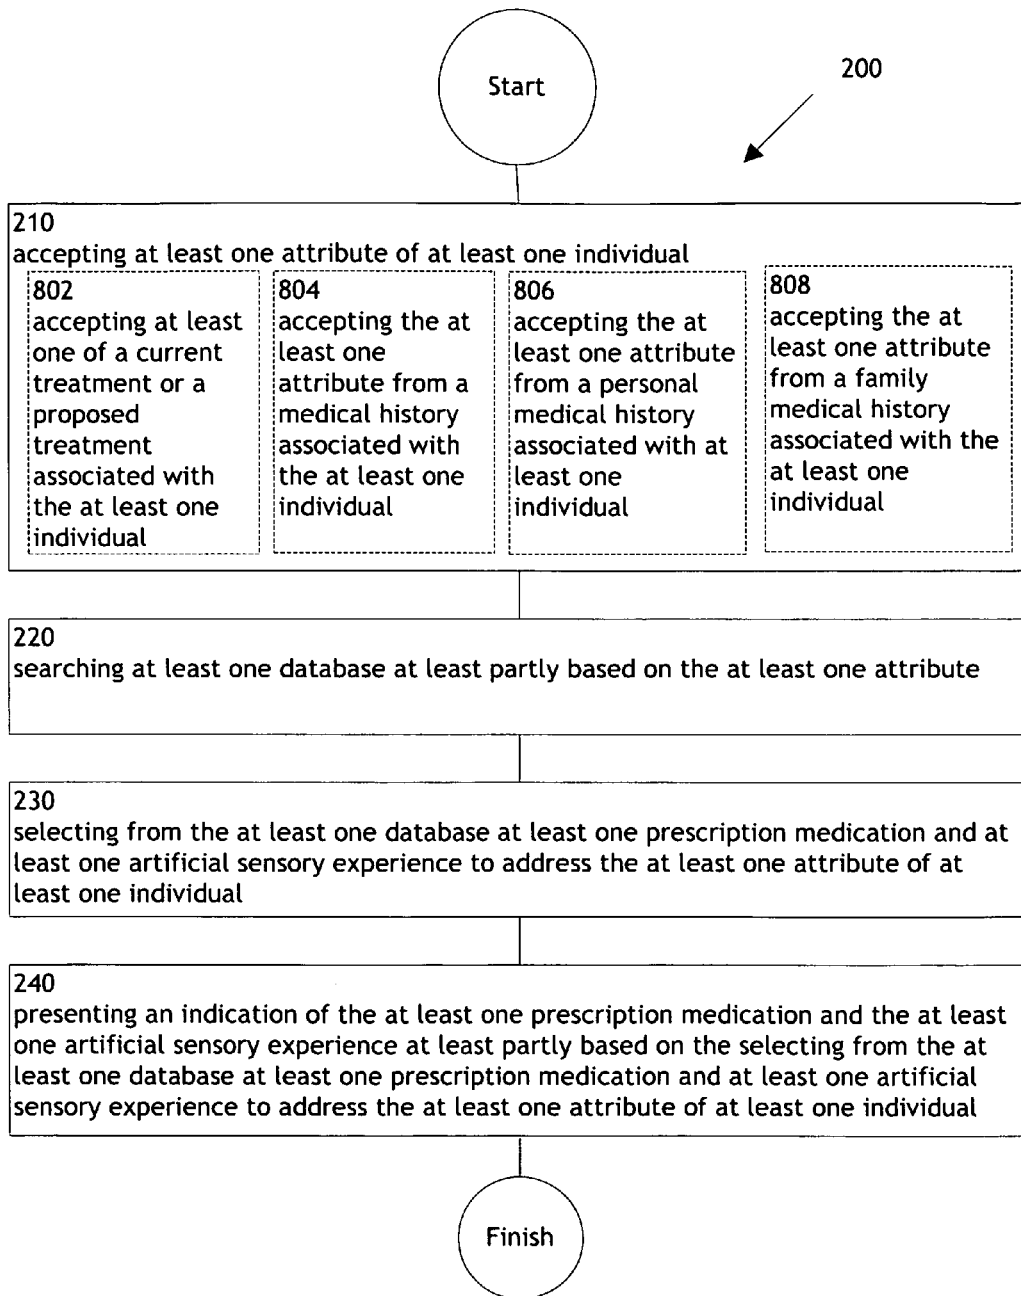 Start
200
210
accepting at least one attribute of at least one individual
802
accepting at least
one of a current
treatment or a
proposed
treatment
associated with
the at least one
individual
804
accepting the at
least one
attribute from a
medical history
associated with
the at least one
individual
806
accepting the at
least one attribute
from a personal
medical history
associated with at
least one
individual
808
accepting the at
least one attribute
from a family
medical history
associated with the
at least one
individual
220
searching at least one database at least partly based on the at least one attribute
230
selecting from the at least one database at least one prescription medication and at
least one artificial sensory experience to address the at least one attribute of at
least one individual
240
presenting an indication of the at least one prescription medication and the at least
one artificial sensory experience at least partly based on the selecting from the at
least one database at least one prescription medication and at least one artificial
sensory experience to address the at least one attribute of at least one individual
Finish